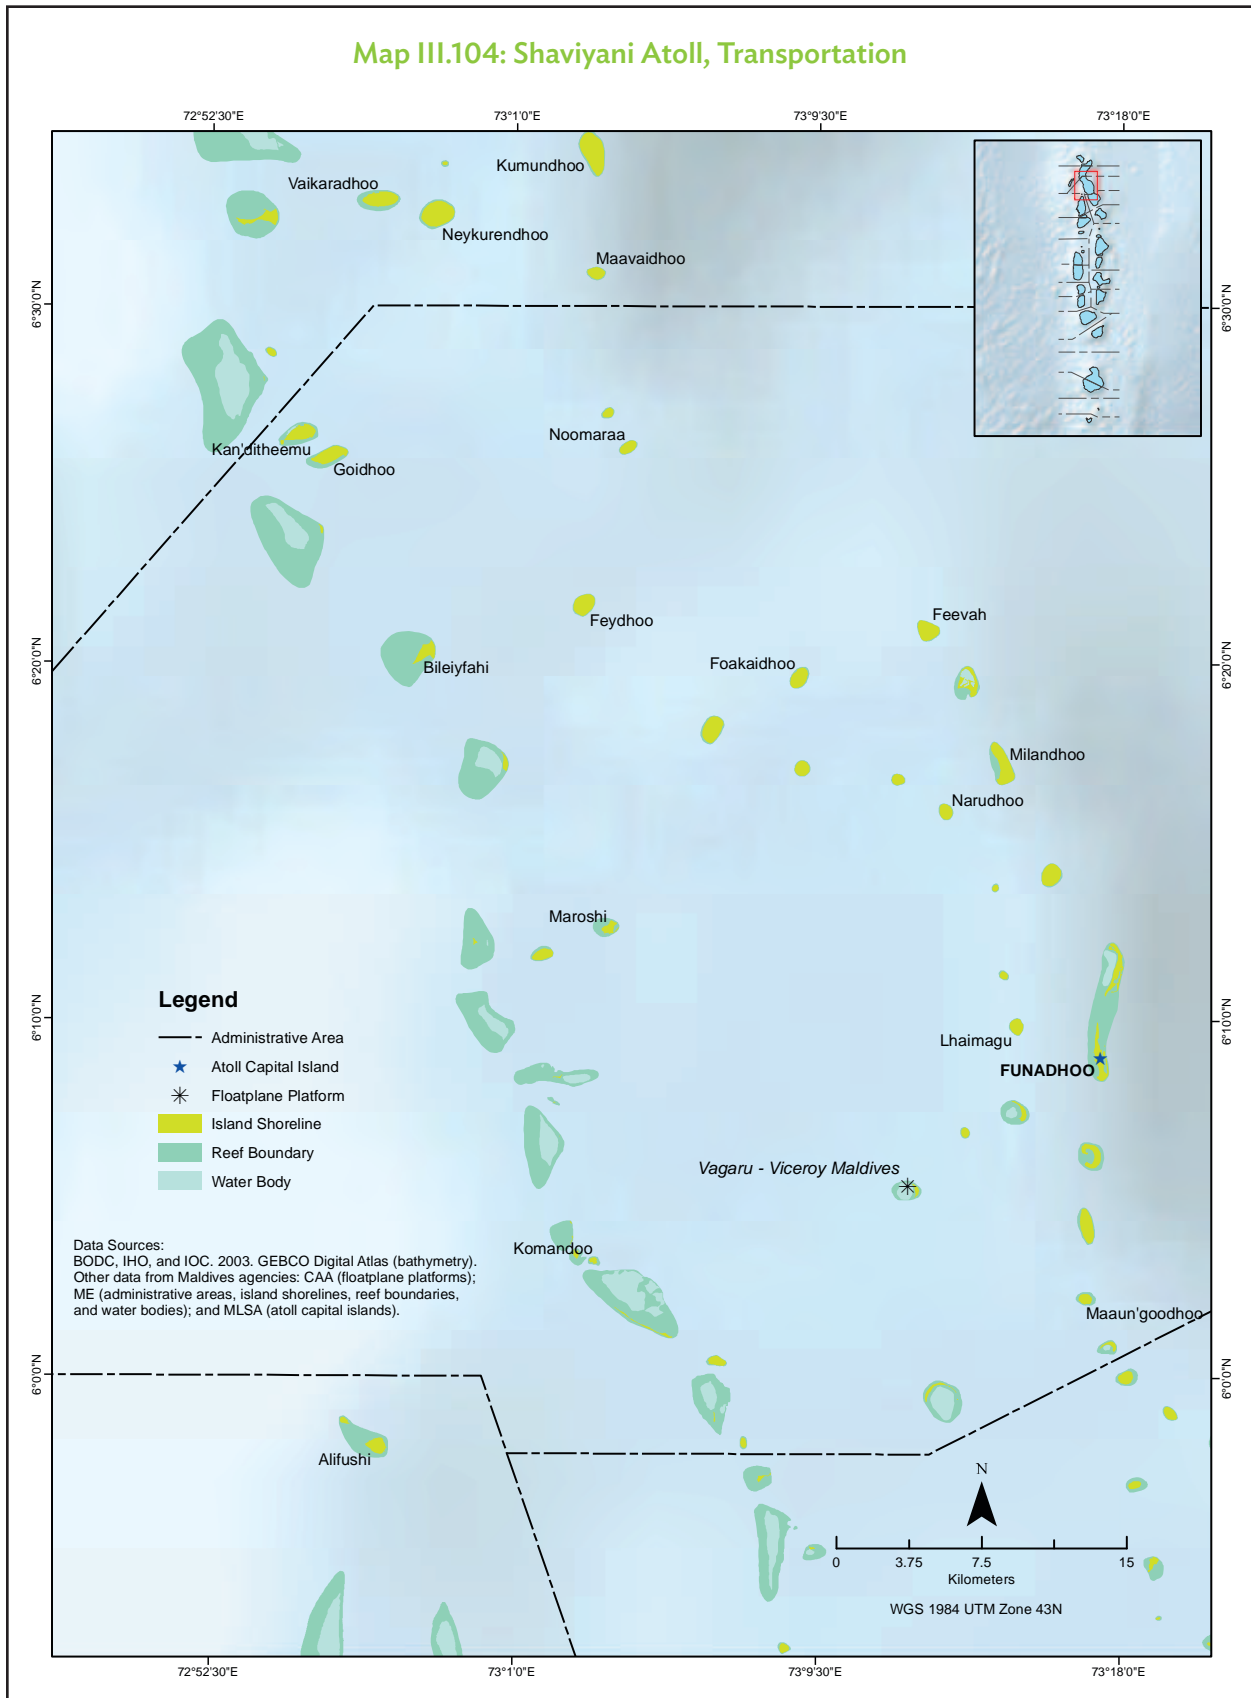 Map III.104: Shaviyani Atoll, Transportation
72°52'30"E
73°1'0"E
73°9'30"E
73°18'0"E
Kumundhoo
Vaikaradhoo
Neykurendhoo
Maavaidhoo
6°30'0"N
6°30'0"N
Noomaraa
Kan'ditheemu
Goidhoo
Feydhoo
Feevah
Bileiyfahi
Foakaidhoo
6°20'0"N
6°20'0"N
Milandhoo
Narudhoo
Maroshi
Legend
Administrative Area
Atoll Capital Island
Floatplane Platform
Island Shoreline
Reef Boundary
Water Body
6°10'0"N
6°10'0"N
Lhaimagu
FUNADHOO
Vagaru - Viceroy Maldives
Komandoo
Data Sources:
BODC, IHO, and IOC. 2003. GEBCO Digital Atlas (bathymetry).
Other data from Maldives agencies: CAA (floatplane platforms);
ME (administrative areas, island shorelines, reef boundaries,
and water bodies); and MLSA (atoll capital islands).
Maaun'goodhoo
6°0'0"N
6°0'0"N
Alifushi
N
0 3.75 7.5 15
Kilometers
WGS 1984 UTM Zone 43N
72°52'30"E
73°1'0"E
73°9'30"E
73°18'0"E